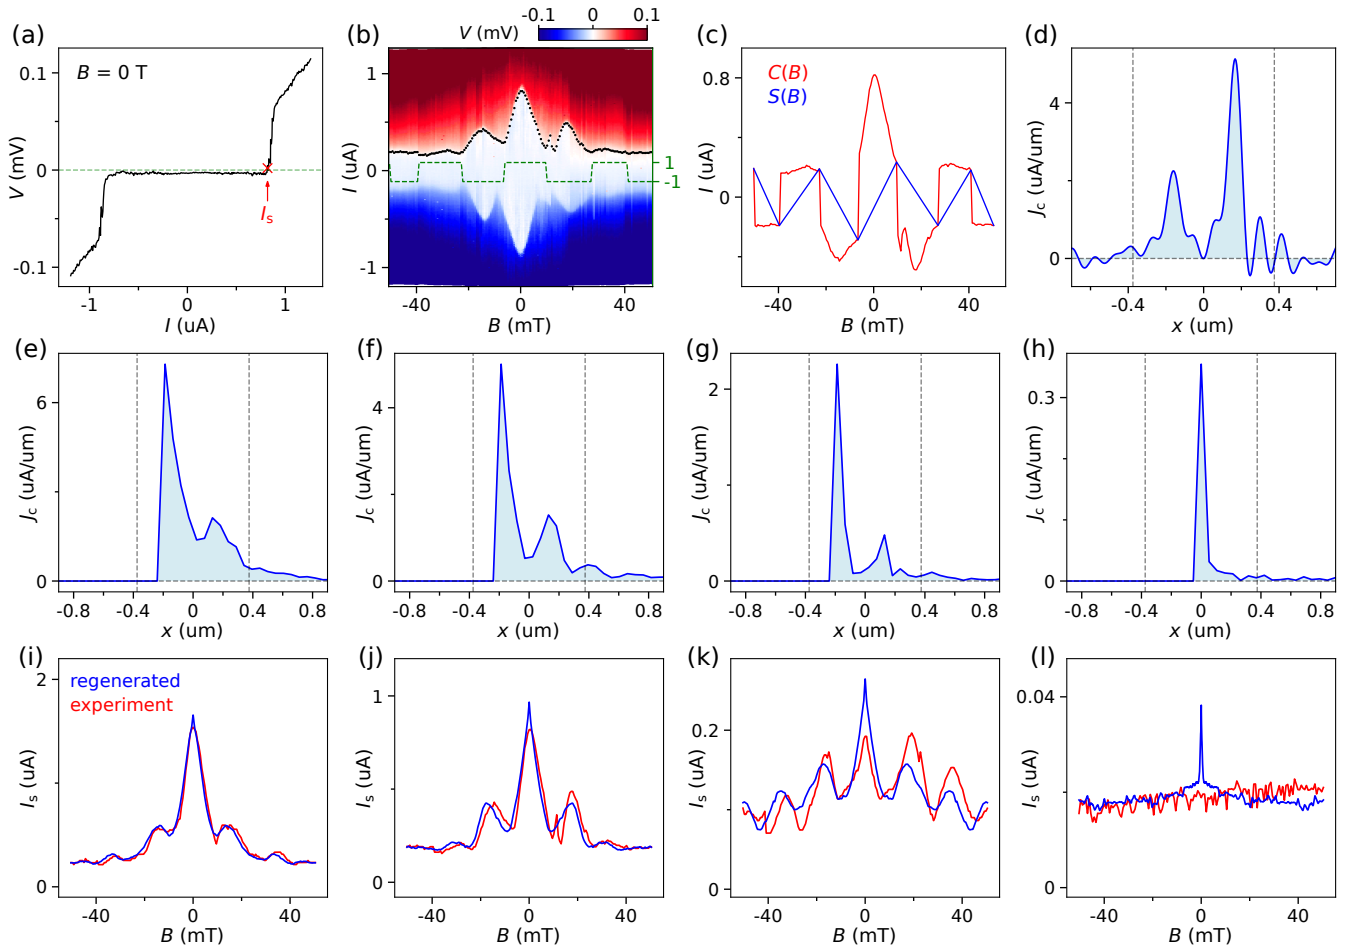 (a)
B = 0 T
0.1
0
-0.1
V (mV)
I_s
-1
0
1
I (uA)
(b)
V (mV)
-0.1
0
0.1
1
0
-1
I (uA)
1
-1
-40
0
40
B (mT)
(c)
C(B)
S(B)
0.8
0
I (uA)
-40
0
40
B (mT)
(d)
4
0
J_c (uA/um)
-0.4
0
0.4
x (um)
(e)
6
3
0
J_c (uA/um)
-0.8
-0.4
0
0.4
0.8
x (um)
(f)
4
0
J_c (uA/um)
-0.8
-0.4
0
0.4
0.8
x (um)
(g)
2
0
J_c (uA/um)
-0.8
-0.4
0
0.4
0.8
x (um)
(h)
0.3
0
J_c (uA/um)
-0.8
-0.4
0
0.4
0.8
x (um)
(i)
regenerated
experiment
2
1
0
I_s (uA)
-40
0
40
B (mT)
(j)
1
0
I_s (uA)
-40
0
40
B (mT)
(k)
0.2
0
I_s (uA)
-40
0
40
B (mT)
(l)
0.04
0
I_s (uA)
-40
0
40
B (mT)